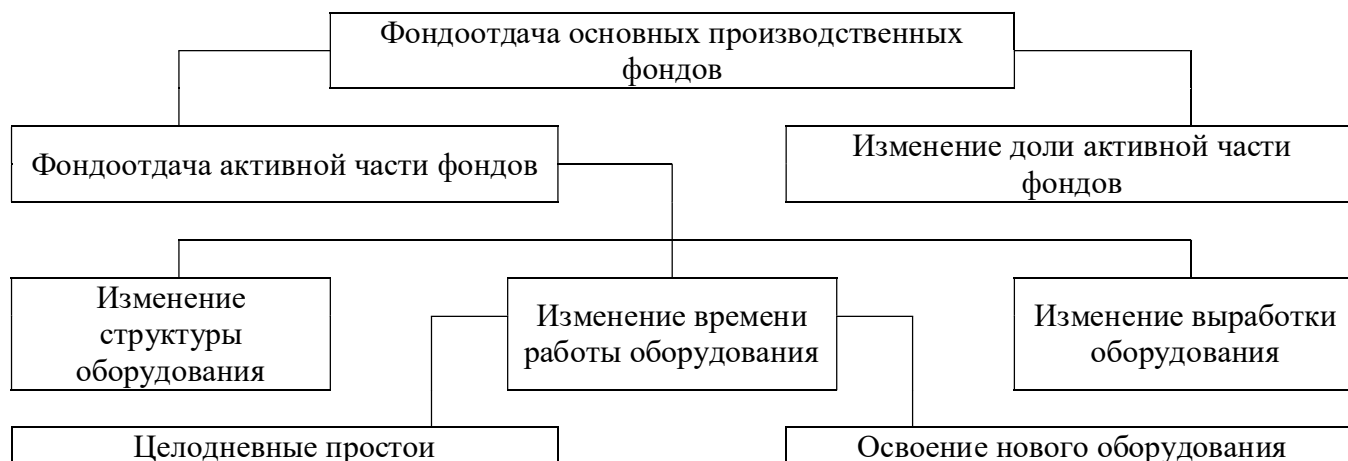 Фондоотдача основных производственных
фондов
Фондоотдача активной части фондов
Изменение доли активной части
фондов
Изменение
структуры
оборудования
Изменение времени
работы оборудования
Изменение выработки
оборудования
Целодневные простои
Освоение нового оборудования